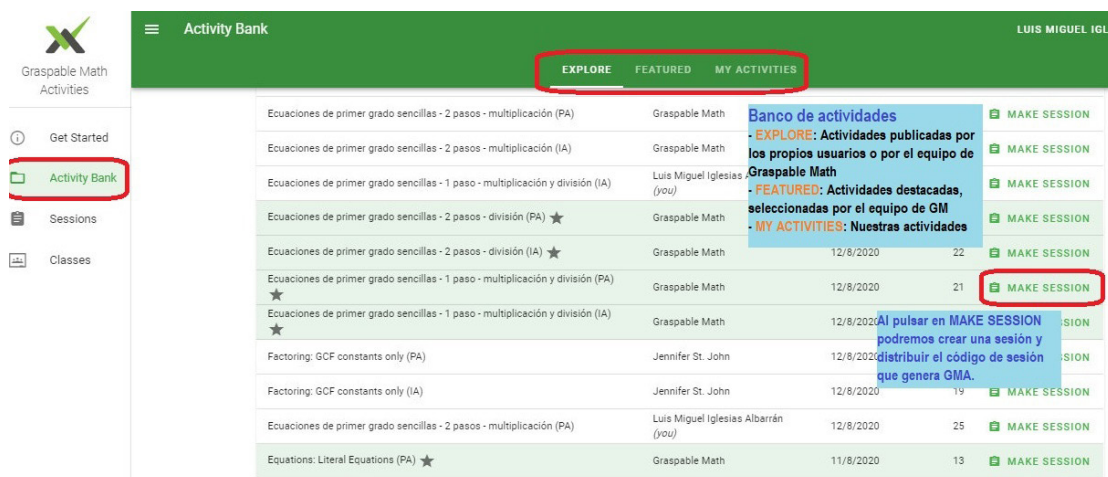 Graspable Math
Activities
Get Started
Activity Bank
Sessions
Classes
Activity Bank
LUIS MIGUEL IGL
EXPLORE FEATURED MY ACTIVITIES
Ecuaciones de primer grado sencillas - 2 pasos - multiplicación (PA) Graspable Math MAKE SESSION
Ecuaciones de primer grado sencillas - 2 pasos - multiplicación (IA) Graspable Math MAKE SESSION
Ecuaciones de primer grado sencillas - 1 paso - multiplicación y división (IA) Luis Miguel Iglesias MAKE SESSION
(you)
Ecuaciones de primer grado sencillas - 2 pasos - división (PA) Graspable Math MAKE SESSION
Ecuaciones de primer grado sencillas - 2 pasos - división (IA) Graspable Math 12/8/2020 22 MAKE SESSION
Ecuaciones de primer grado sencillas - 1 paso - multiplicación y división (PA) Graspable Math 12/8/2020 21 MAKE SESSION
Ecuaciones de primer grado sencillas - 1 paso - multiplicación y división (IA) Graspable Math 12/8/2020 SION
Factoring: GCF constants only (PA) Jennifer St. John 12/8/2020 SION
Factoring: GCF constants only (IA) Jennifer St. John 12/8/2020 19 MAKE SESSION
Ecuaciones de primer grado sencillas - 2 pasos - multiplicación (PA) Luis Miguel Iglesias Albarrán 12/8/2020 25 MAKE SESSION
(you)
Equations: Literal Equations (PA) Graspable Math 11/8/2020 13 MAKE SESSION
Banco de actividades
- EXPLORE: Actividades publicadas por
los propios usuarios o por el equipo de
Graspable Math
- FEATURED: Actividades destacadas,
seleccionadas por el equipo de GM
- MY ACTIVITIES: Nuestras actividades
Al pulsar en MAKE SESSION
podremos crear una sesión y
distribuir el código de sesión
que genera GMA.